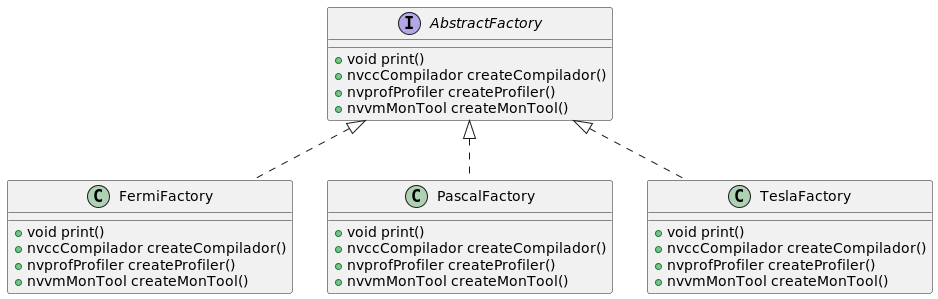 I AbstractFactory
void print()
nvccCompilador createCompilador()
nvprofProfiler createProfiler()
nvvmMonTool createMonTool()
C FermiFactory
void print()
nvccCompilador createCompilador()
nvprofProfiler createProfiler()
nvvmMonTool createMonTool()
C PascalFactory
void print()
nvccCompilador createCompilador()
nvprofProfiler createProfiler()
nvvmMonTool createMonTool()
C TeslaFactory
void print()
nvccCompilador createCompilador()
nvprofProfiler createProfiler()
nvvmMonTool createMonTool()